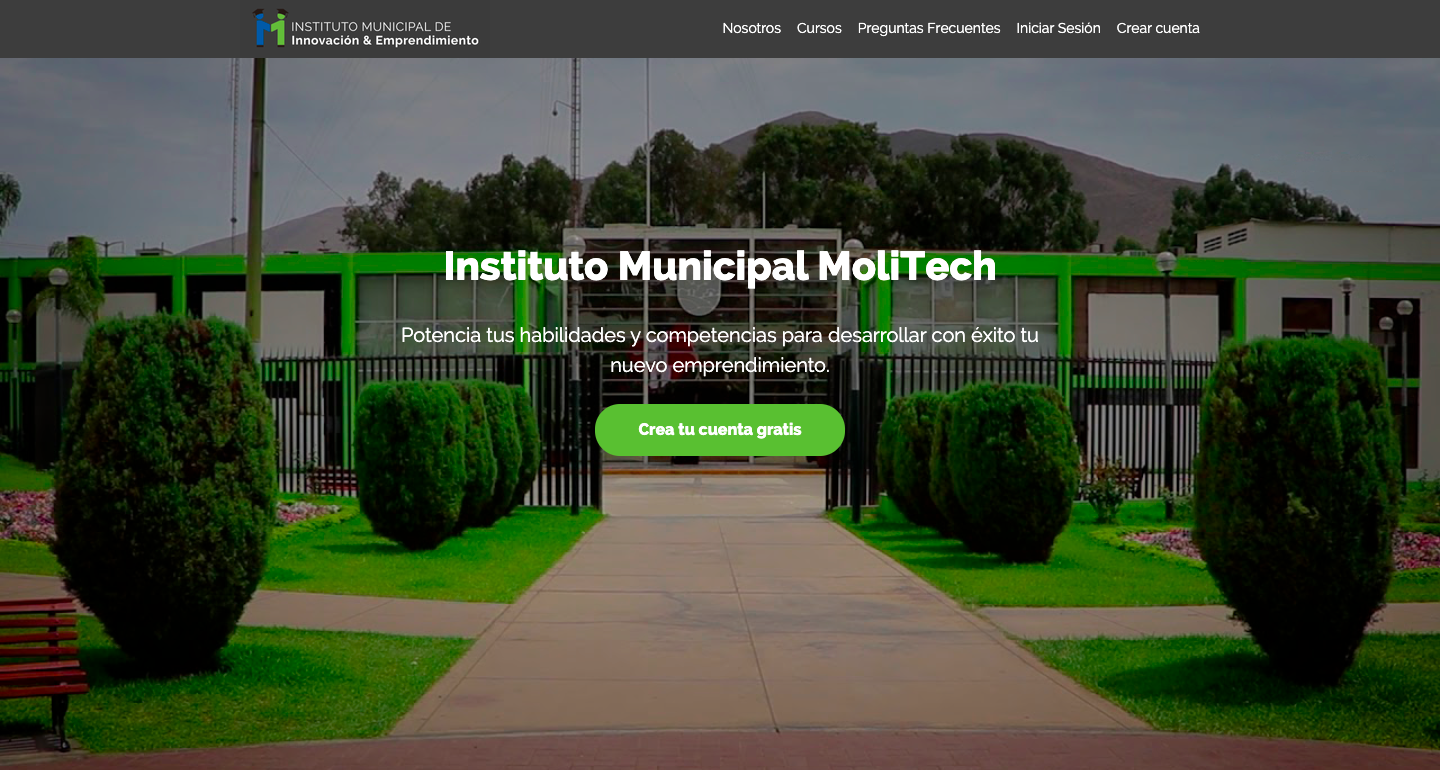 INSTITUTO MUNICIPAL DE
Innovación & Emprendimiento
Nosotros Cursos Preguntas Frecuentes Iniciar Sesión Crear cuenta
Instituto Municipal MoliTech
Potencia tus habilidades y competencias para desarrollar con éxito tu
nuevo emprendimiento.
Crea tu cuenta gratis